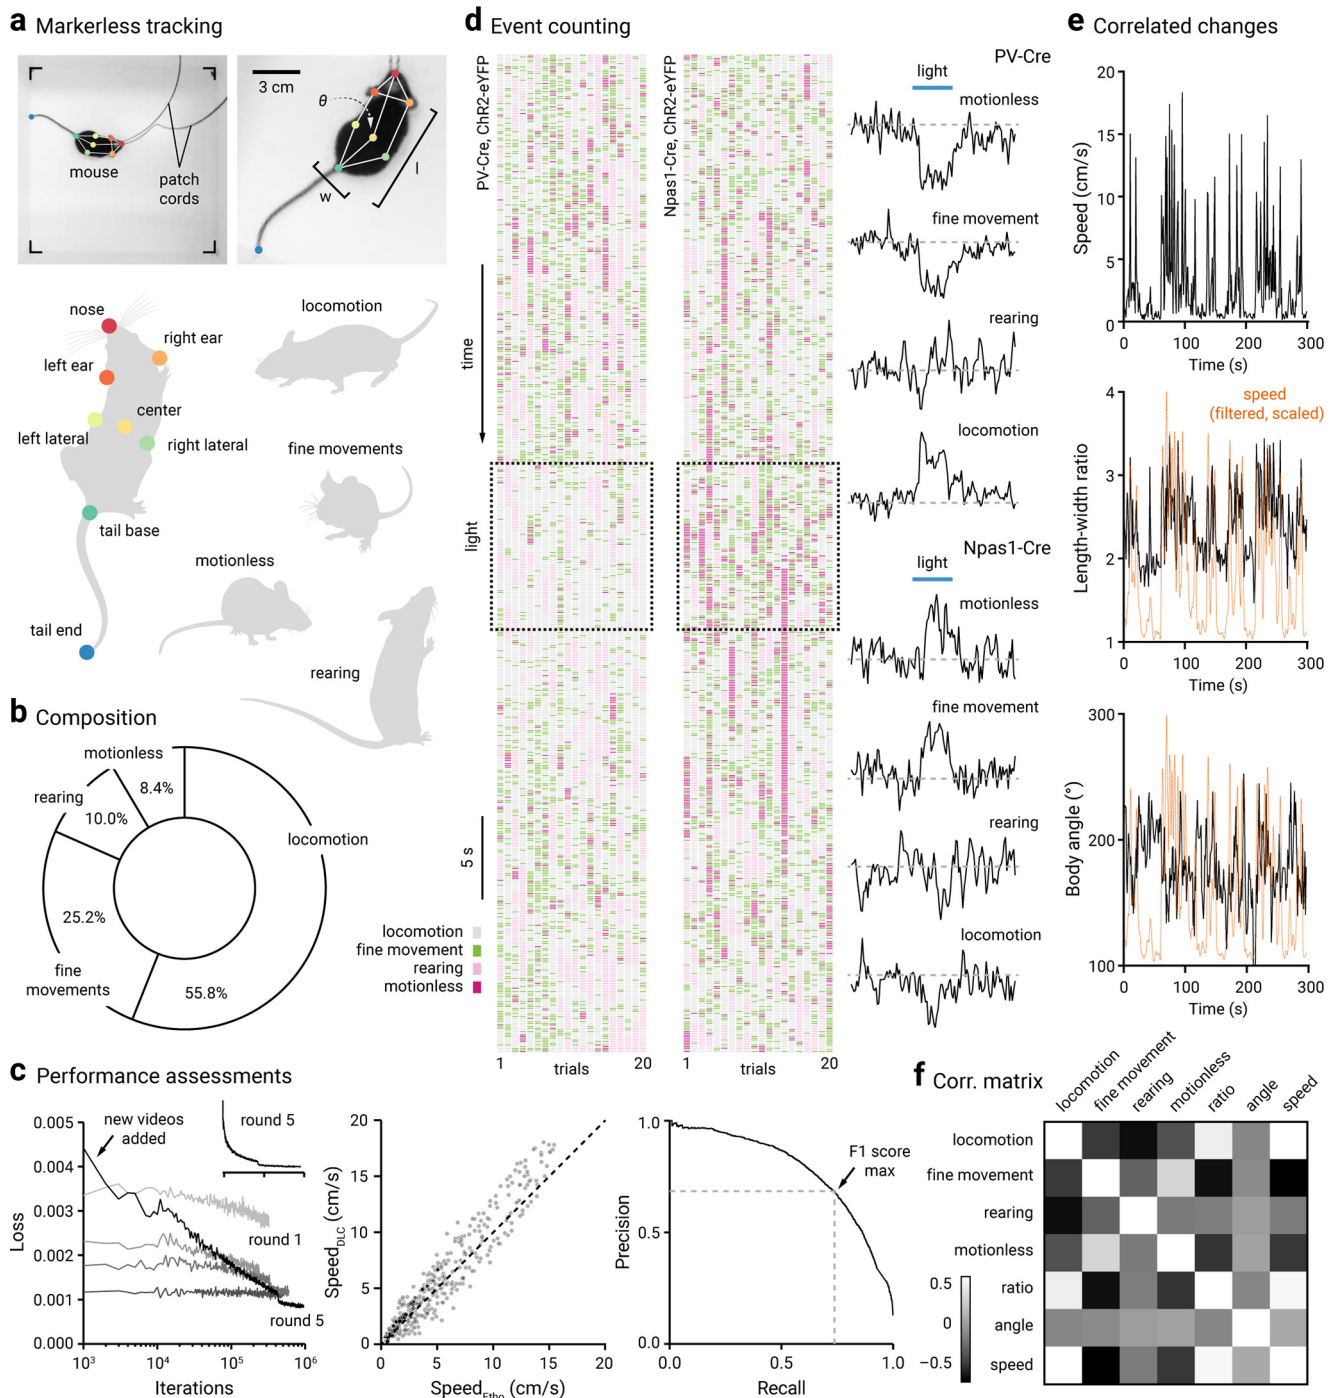 a Markerless tracking
mouse
patch
cords
3 cm
θ
w
l
nose
right ear
left ear
center
left lateral
right lateral
tail base
tail end
locomotion
fine movements
motionless
rearing
b Composition
motionless
8.4%
rearing
10.0%
locomotion
25.2%
fine
movements
55.8%
c Performance assessments
Loss
0.005
0.004
0.003
0.002
0.001
0.000
new videos
added
round 5
round 1
round 5
10³
10⁴
10⁵
10⁶
Iterations
Speed_DLC (cm/s)
20
15
10
5
0
0
5
10
15
20
Speed_Etho (cm/s)
Precision
1.0
0.5
0.0
F1 score
max
0.0
0.5
1.0
Recall
d Event counting
PV-Cre, ChR2-eYFP
Npas1-Cre, ChR2-eYFP
time
light
5 s
locomotion
fine movement
rearing
motionless
1
trials
20
1
trials
20
PV-Cre
light
motionless
fine movement
rearing
locomotion
Npas1-Cre
light
motionless
fine movement
rearing
locomotion
e Correlated changes
Speed (cm/s)
20
15
10
5
0
0
100
200
300
Time (s)
Length-width ratio
4
3
2
1
speed
(filtered, scaled)
0
100
200
300
Time (s)
Body angle (°)
300
200
100
0
100
200
300
Time (s)
f Corr. matrix
locomotion
fine movement
rearing
motionless
ratio
angle
speed
locomotion
fine movement
rearing
motionless
ratio
angle
speed
0.5
0
−0.5